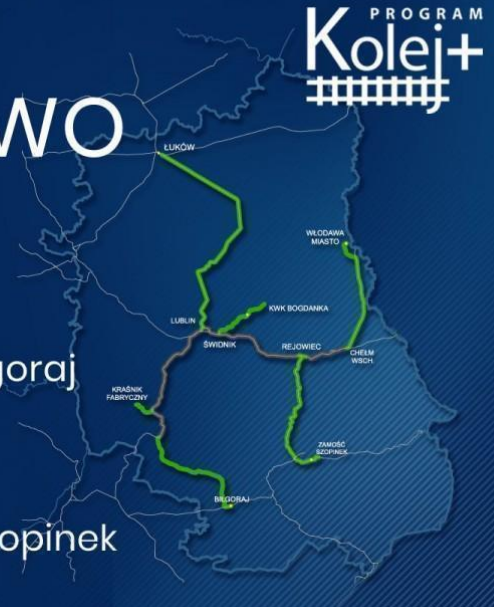 PROGRAM
Kolej+
WO
ŁUKÓW
WŁODAWA
MIASTO
KWK BOGDANKA
LUBLIN
ŚWIDNIK
REJOWIEC
CHEŁM
WSCH.
goraj
KRAŚNIK
FABRYCZNY
ZAMOŚĆ
SZOPINEK
BIŁGORAJ
opinek